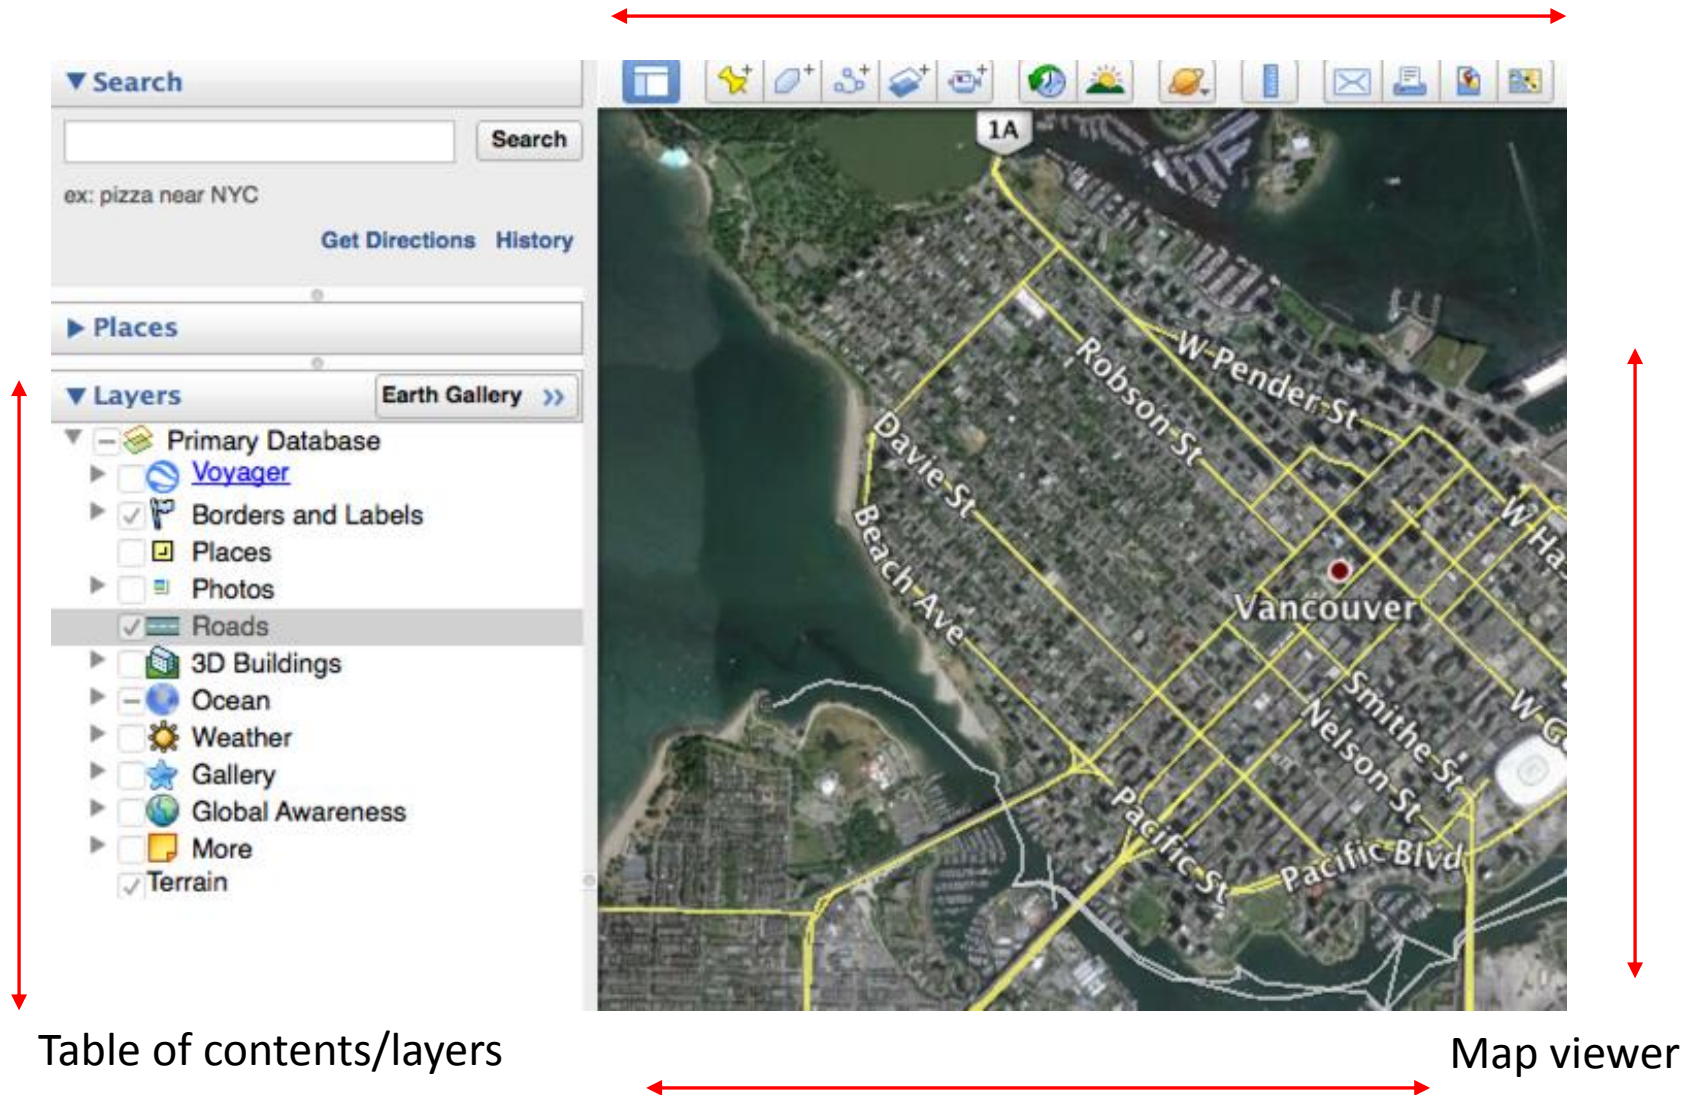 Search
Search
ex: pizza near NYC
Get Directions History
Places
Layers
Earth Gallery >>
Primary Database
Voyager
Borders and Labels
Places
Photos
Roads
3D Buildings
Ocean
Weather
Gallery
Global Awareness
More
Terrain
1A
W Pender St
Robson St
Davie St
Beach Ave
W Ha
Vancouver
Smithe St
Nelson St
W G
Pacific St
Pacific Blvd
Table of contents/layers
Map viewer